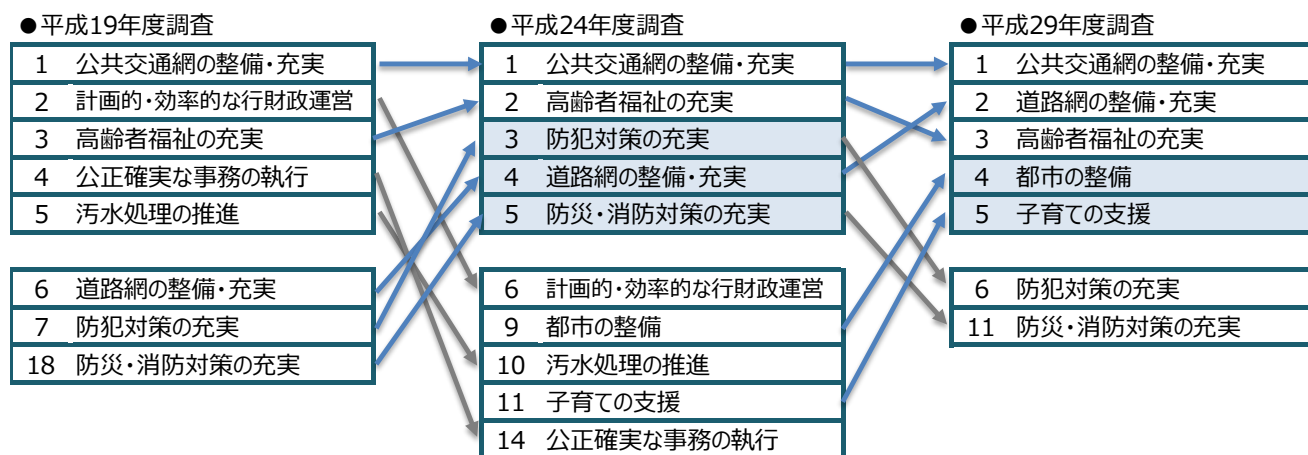 ●平成19年度調査
1 公共交通網の整備・充実
2 計画的・効率的な行財政運営
3 高齢者福祉の充実
4 公正確実な事務の執行
5 汚水処理の推進
6 道路網の整備・充実
7 防犯対策の充実
18 防災・消防対策の充実
●平成24年度調査
1 公共交通網の整備・充実
2 高齢者福祉の充実
3 防犯対策の充実
4 道路網の整備・充実
5 防災・消防対策の充実
6 計画的・効率的な行財政運営
9 都市の整備
10 汚水処理の推進
11 子育ての支援
14 公正確実な事務の執行
●平成29年度調査
1 公共交通網の整備・充実
2 道路網の整備・充実
3 高齢者福祉の充実
4 都市の整備
5 子育ての支援
6 防犯対策の充実
11 防災・消防対策の充実